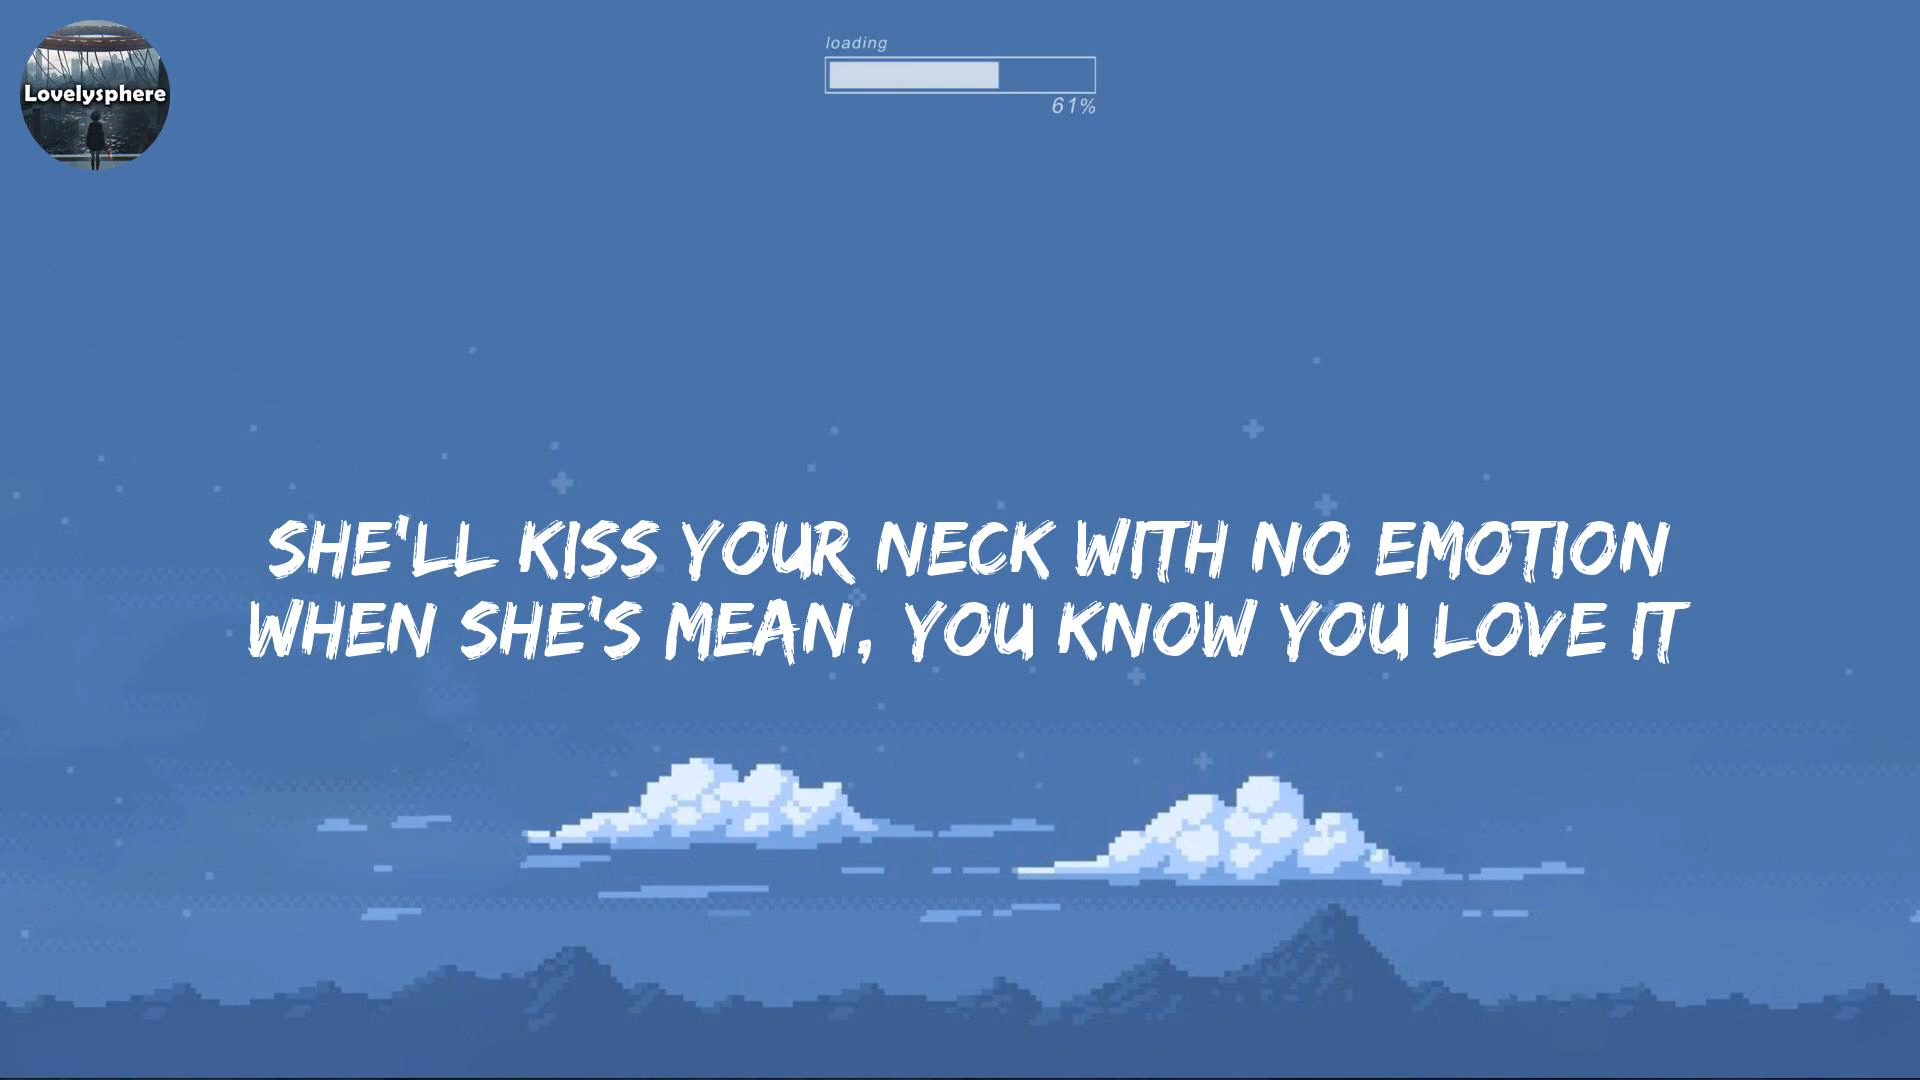 Lovelysphere
loading
61%
SHE'LL KISS YOUR NECK WITH NO EMOTION
WHEN SHE'S MEAN, YOU KNOW YOU LOVE IT